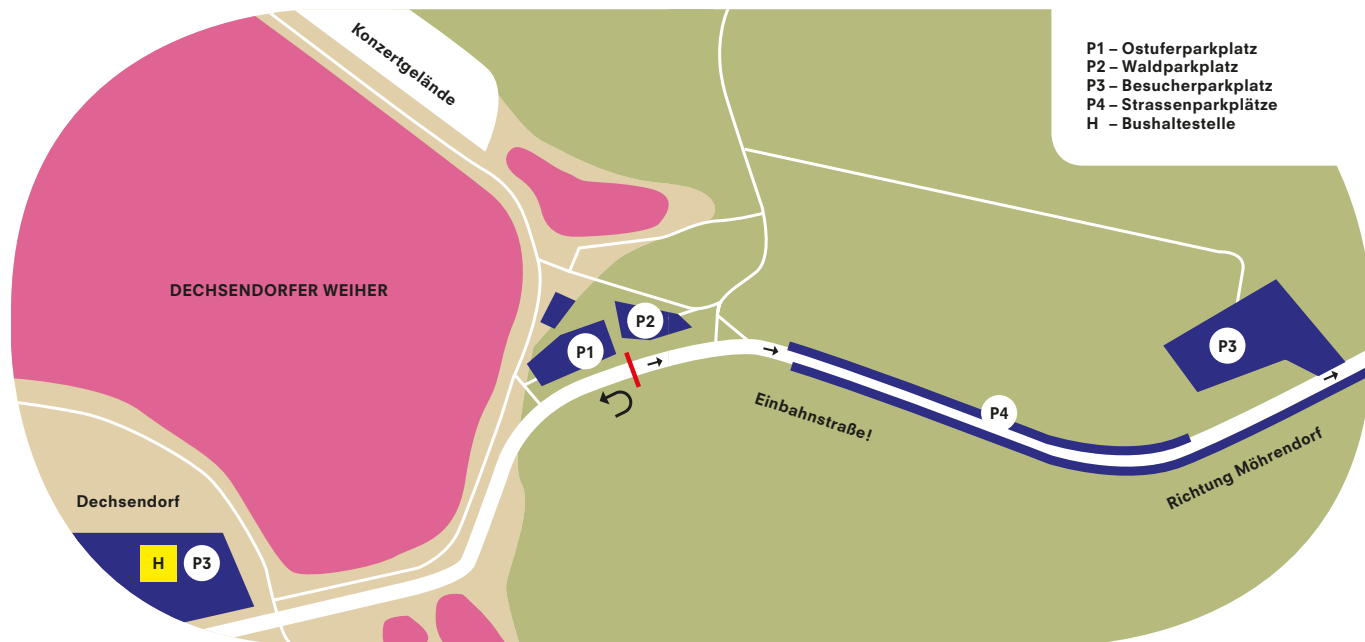 Konzertgelände
P1 – Ostuferparkplatz
P2 – Waldparkplatz
P3 – Besucherparkplatz
P4 – Strassenparkplätze
H – Bushaltestelle
DECHSENDORFER WEIHER
P2
P1
P3
P4
Einbahnstraße!
Richtung Möhrendorf
Dechsendorf
H
P3